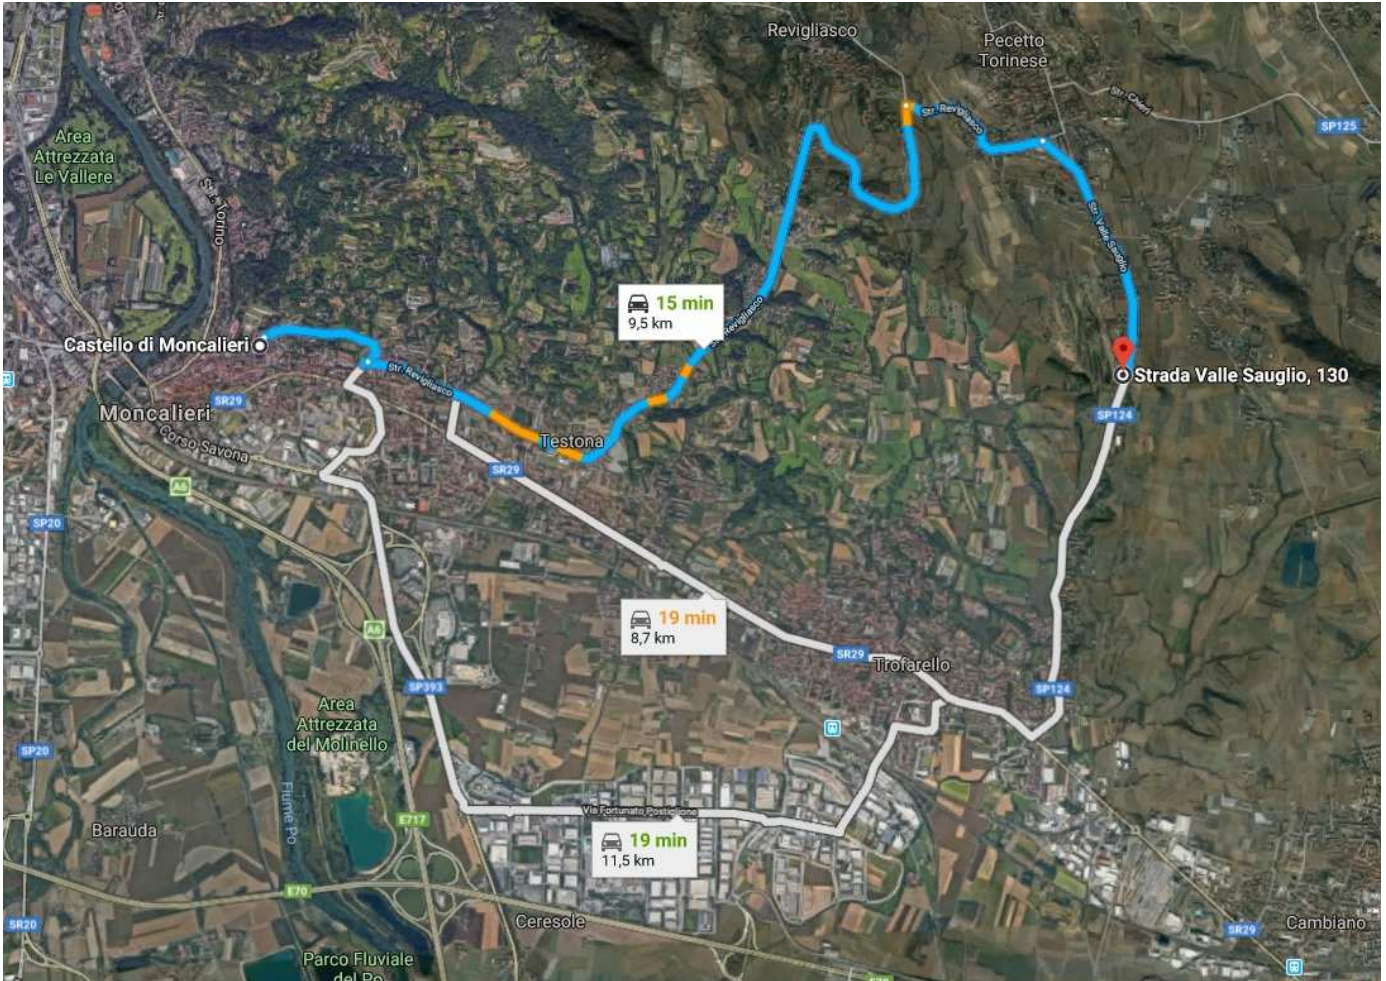 Revigliasco
Pecetto
Torinese
Str. Chieri
SP125
Str. Revigliasco
Area
Attrezzata
Le Vallere
Str. Torino
Str. Valle Sauglio
15 min
9,5 km
Str. Revigliasco
Castello di Moncalieri
Strada Valle Sauglio, 130
Str. Revigliasco
SR29
Moncalieri
SP124
Corso Savona
Testona
SR29
A6
SP20
19 min
8,7 km
A6
SR29
Trofarello
SP393
SP124
Area
Attrezzata
del Molinello
SP20
Fiume Po
Via Fortunato Postiglione
Barauda
E717
19 min
11,5 km
E70
Ceresole
SR20
SR29
Cambiano
Parco Fluviale
del Po
E70